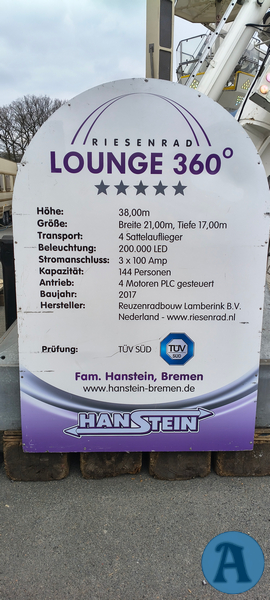 RIESENRAD
LOUNGE 360°
Höhe: 38,00m
Größe: Breite 21,00m, Tiefe 17,00m
Transport: 4 Sattelauflieger
Beleuchtung: 200.000 LED
Stromanschluss: 3 x 100 Amp
Kapazität: 144 Personen
Antrieb: 4 Motoren PLC gesteuert
Baujahr: 2017
Hersteller: Reuzenradbouw Lamberink B.V.
Nederland - www.riesenrad.nl
Prüfung: TÜV SÜD
TÜV
SÜD
Fam. Hanstein, Bremen
www.hanstein-bremen.de
HANSTEIN
A